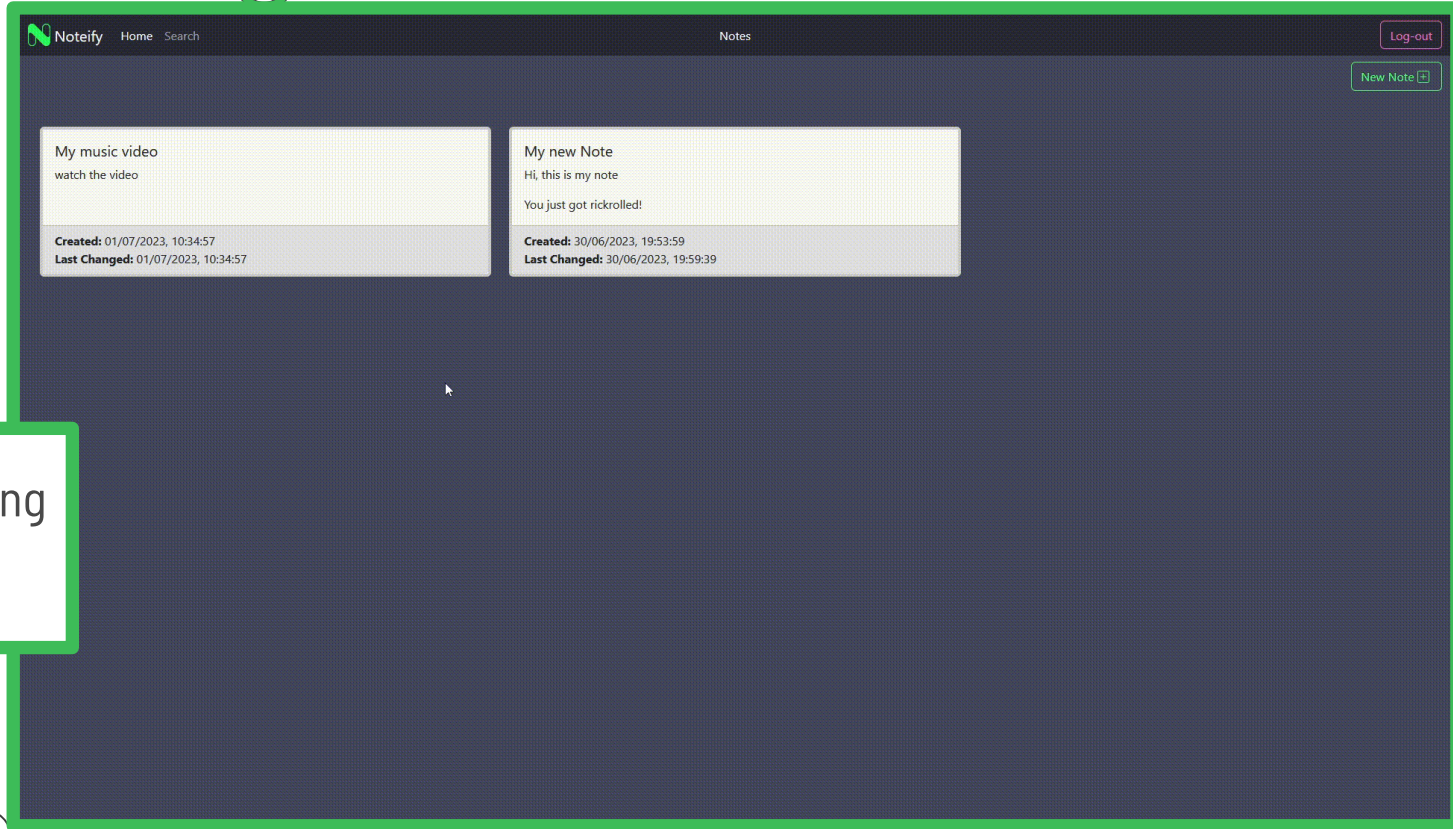 Noteify Home Search Notes Log-out
New Note
My music video
watch the video
Created: 01/07/2023, 10:34:57
Last Changed: 01/07/2023, 10:34:57
My new Note
Hi, this is my note
You just got rickrolled!
Created: 30/06/2023, 19:53:59
Last Changed: 30/06/2023, 19:59:39
ng